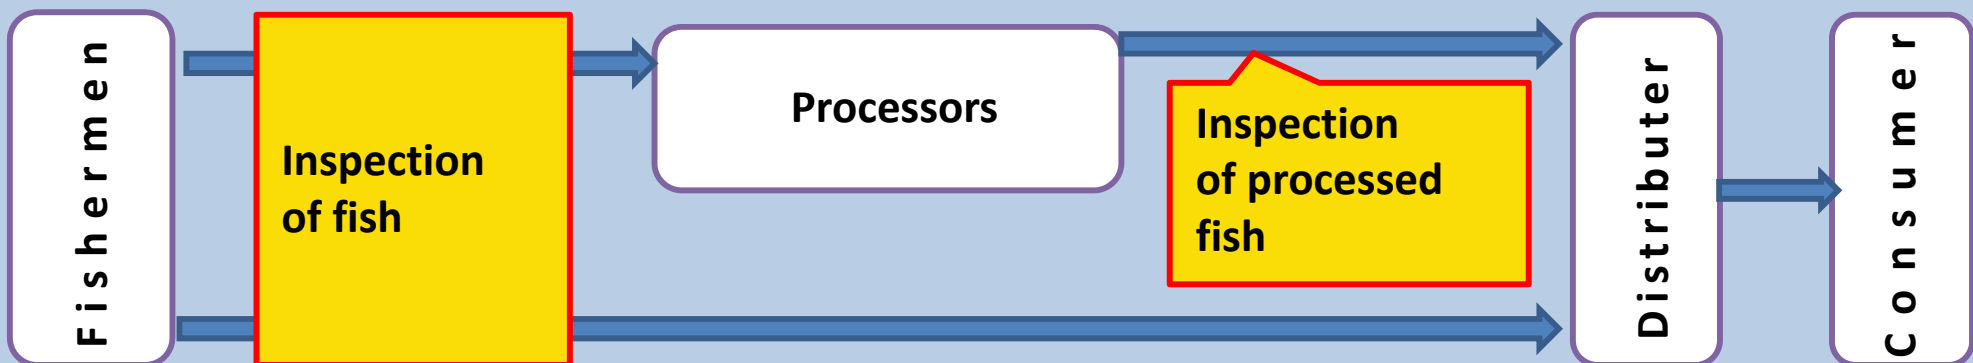 Fishermen
Inspection
of fish
Processors
Inspection
of processed
fish
Distributer
Consumer